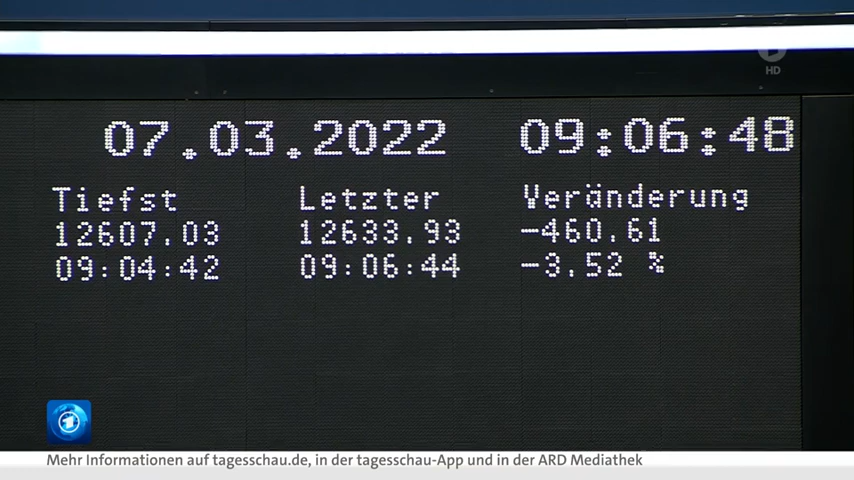 HD
07.03.2022 09:06:48
Tiefst Letzter Veränderung
12607.03 12633.93 -460.61
09:04:42 09:06:44 -3.52 %
Mehr Informationen auf tagesschau.de, in der tagesschau-App und in der ARD Mediathek